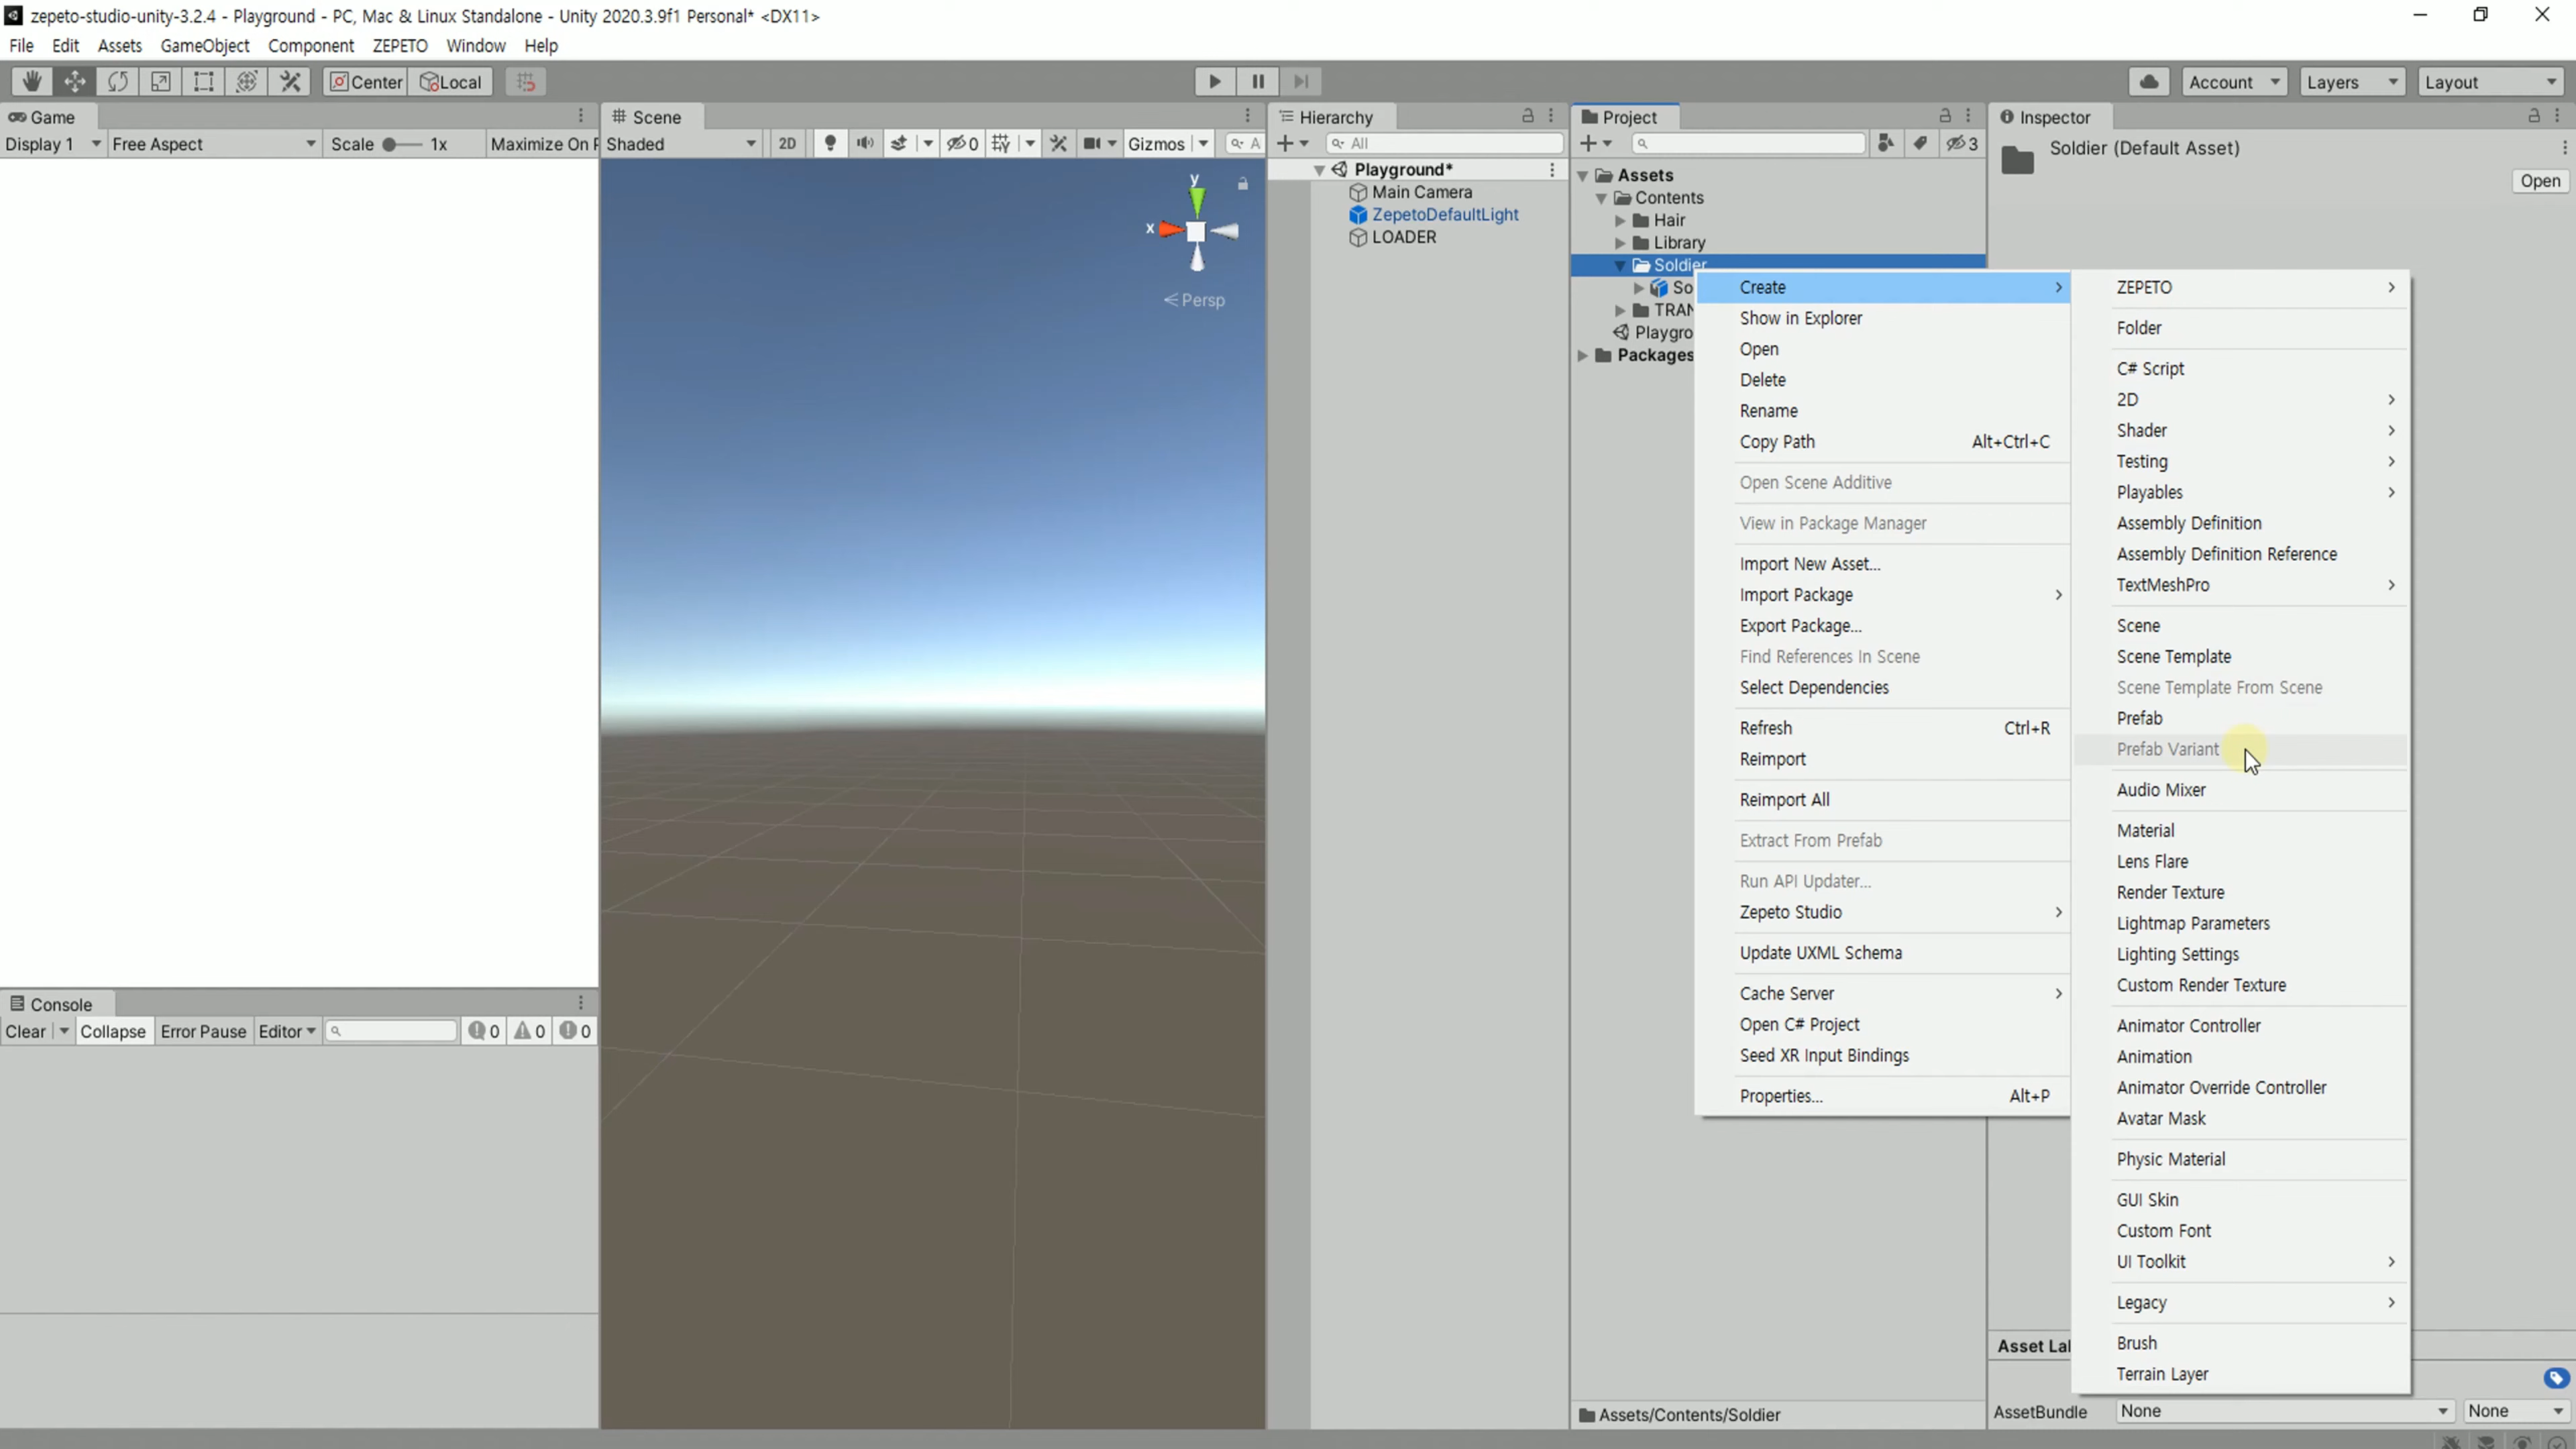 zepeto-studio-unity-3.2.4 - Playground - PC, Mac & Linux Standalone - Unity 2020.3.9f1 Personal* <DX11>
File Edit Assets GameObject Component ZEPETO Window Help
Center Local Account Layers Layout
Game
Display 1 Free Aspect Scale 1x Maximize On P
Scene
Shaded 2D 0 Gizmos A
y
x
Persp
Hierarchy
All
Playground*
Main Camera
ZepetoDefaultLight
LOADER
Project
3
Assets
Contents
Hair
Library
Soldier
So
TRAN
Playgro
Packages
Inspector
Soldier (Default Asset)
Open
Create
Show in Explorer
Open
Delete
Rename
Copy Path Alt+Ctrl+C
Open Scene Additive
View in Package Manager
Import New Asset...
Import Package
Export Package...
Find References In Scene
Select Dependencies
Refresh Ctrl+R
Reimport
Reimport All
Extract From Prefab
Run API Updater...
Zepeto Studio
Update UXML Schema
Cache Server
Open C# Project
Seed XR Input Bindings
Properties... Alt+P
ZEPETO
Folder
C# Script
2D
Shader
Testing
Playables
Assembly Definition
Assembly Definition Reference
TextMeshPro
Scene
Scene Template
Scene Template From Scene
Prefab
Prefab Variant
Audio Mixer
Material
Lens Flare
Render Texture
Lightmap Parameters
Lighting Settings
Custom Render Texture
Animator Controller
Animation
Animator Override Controller
Avatar Mask
Physic Material
GUI Skin
Custom Font
UI Toolkit
Legacy
Brush
Terrain Layer
Console
Clear Collapse Error Pause Editor 0 0 0
Assets/Contents/Soldier
Asset Lal
AssetBundle None None